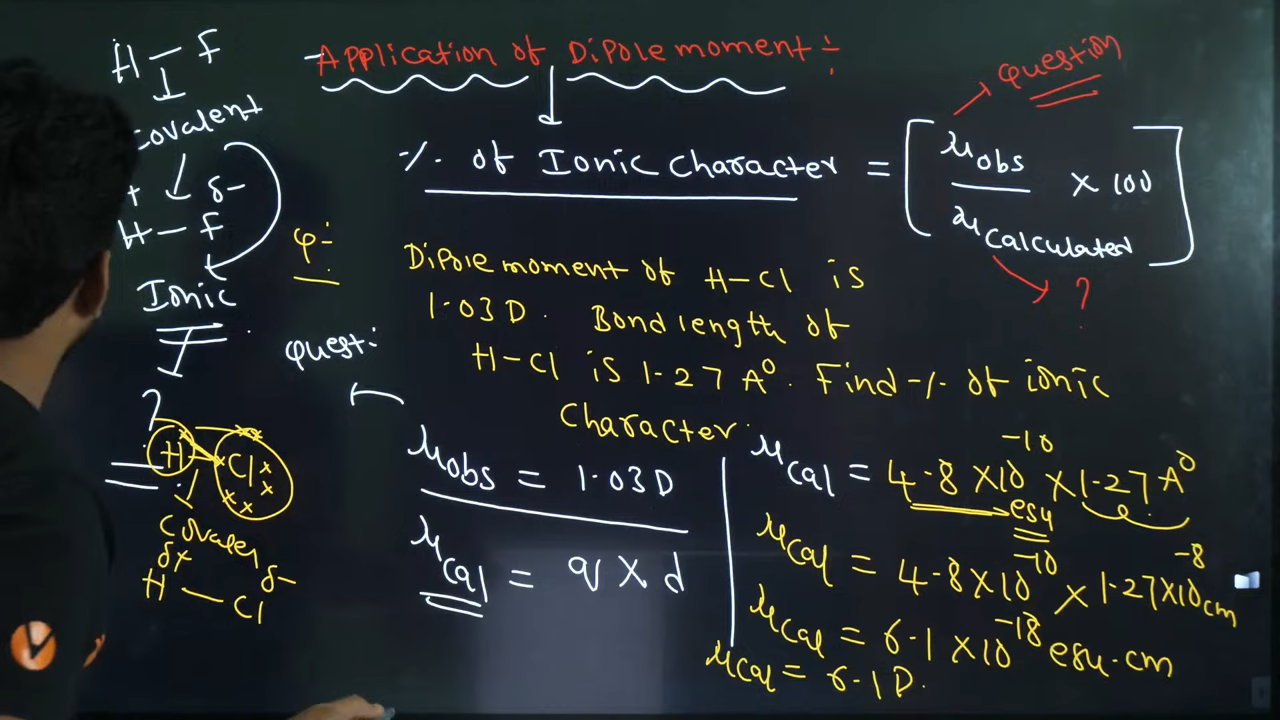 Application of Dipole moment :-
% of Ionic character = [ μobs / μcalculated × 100 ]
Question
?
H – F
Covalent
+ δ-
H – F
Ionic
?
H Cl
Covalen
δ+ δ-
H – Cl
Q:-
Dipole moment of H–Cl is
1.03 D. Bond length of
H–Cl is 1.27 A⁰. Find % of ionic
Character.
Quest:
μobs = 1.03 D
μcal = q × d
μcal = 4.8 × 10⁻¹⁰ × 1.27 A⁰
esu
μcal = 4.8 × 10⁻¹⁰ × 1.27 × 10⁻⁸ cm
μcal = 6.1 × 10⁻¹⁸ esu.cm
μcal = 6.1 D.